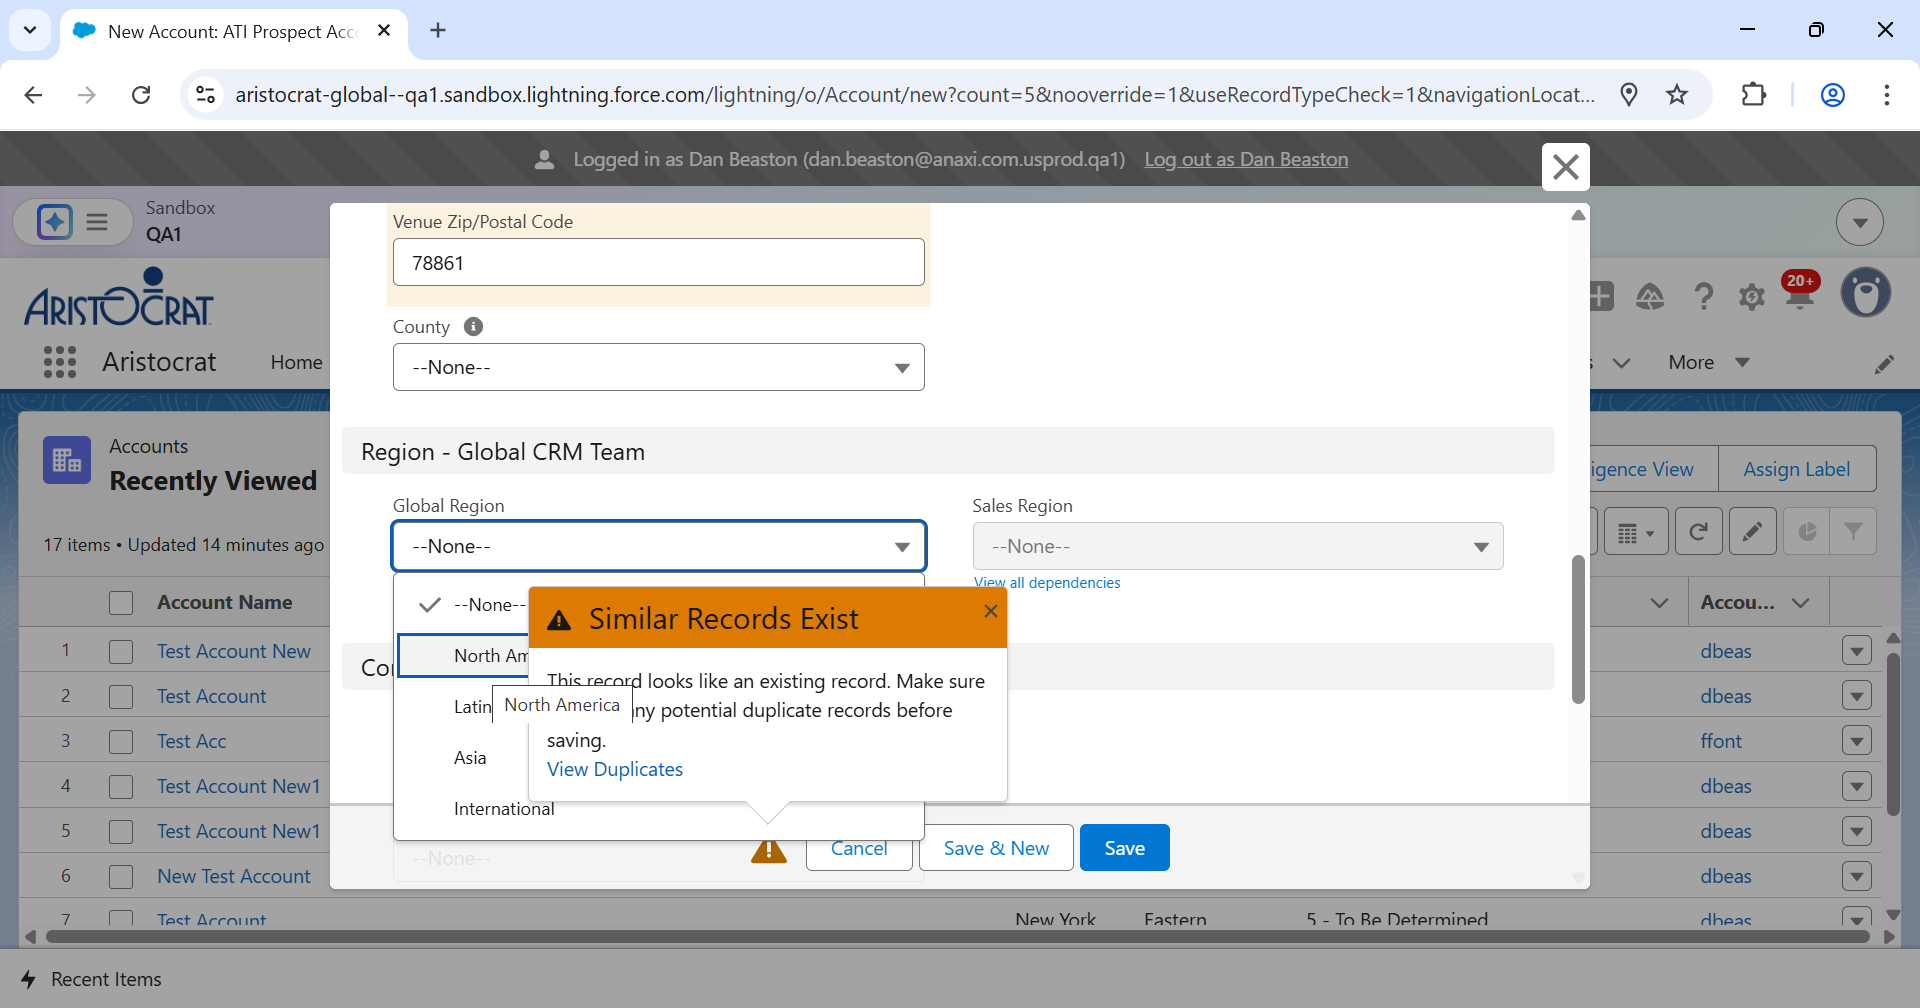 New Account: ATI Prospect Acc
aristocrat-global--qa1.sandbox.lightning.force.com/lightning/o/Account/new?count=5&nooverride=1&useRecordTypeCheck=1&navigationLocat...
Logged in as Dan Beaston (dan.beaston@anaxi.com.usprod.qa1) Log out as Dan Beaston
Sandbox
QA1
ARISTOCRAT
20+
Aristocrat
Home
More
Accounts
Recently Viewed
17 items • Updated 14 minutes ago
igence View
Assign Label
Account Name
Accou...
1 Test Account New dbeas
2 Test Account dbeas
3 Test Acc ffont
4 Test Account New1 dbeas
5 Test Account New1 dbeas
6 New Test Account dbeas
7 Test Account New York Eastern 5 - To Be Determined dbeas
Venue Zip/Postal Code
78861
County
--None--
Region - Global CRM Team
Global Region
--None--
Sales Region
--None--
View all dependencies
--None--
North Am
Latin
Asia
International
North America
Co
Similar Records Exist
This record looks like an existing record. Make sure
ny potential duplicate records before
saving.
View Duplicates
--None--
Cancel
Save & New
Save
Recent Items